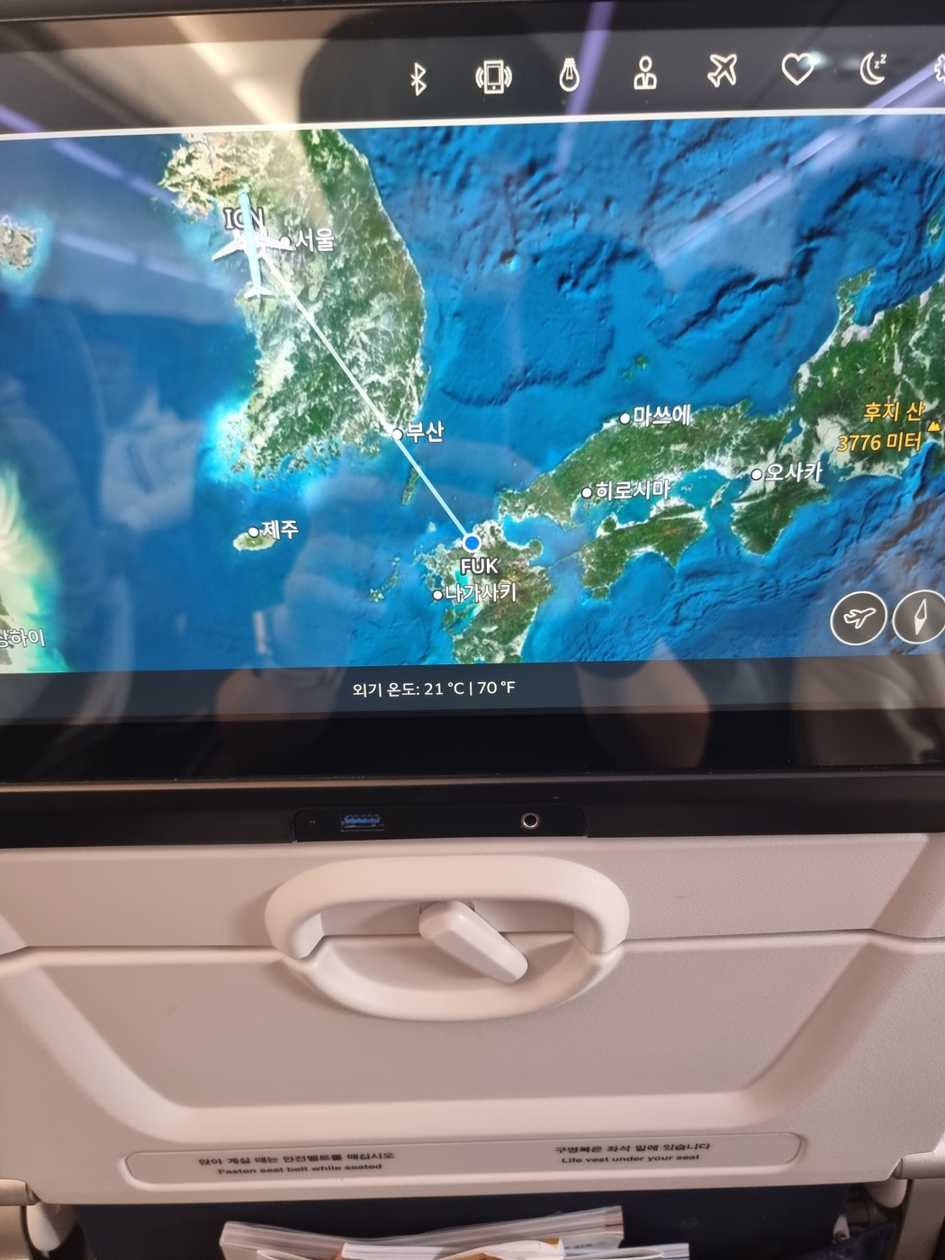 ICN
서울
부산
마쓰에
후지 산
3776 미터
오사카
히로시마
제주
FUK
나가사키
상하이
외기 온도: 21 °C | 70 °F
앉아 계실 때는 안전벨트를 매십시오
Fasten seat belt while seated
구명복은 좌석 밑에 있습니다
Life vest under your seat